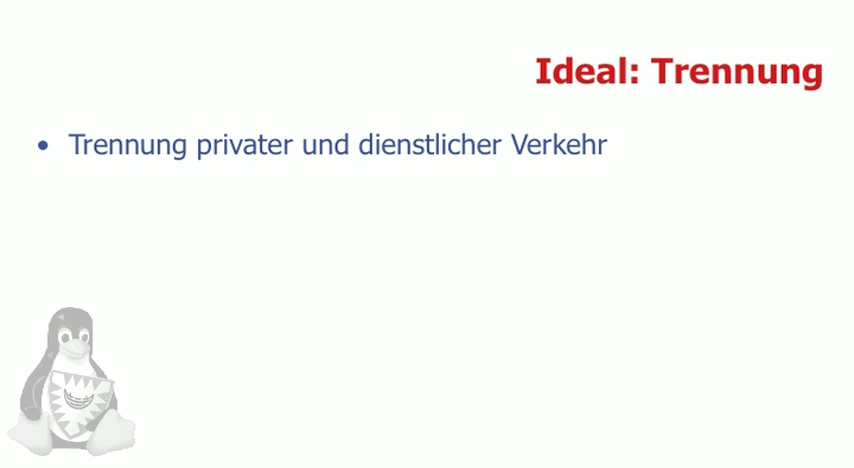 Ideal: Trennung
• Trennung privater und dienstlicher Verkehr